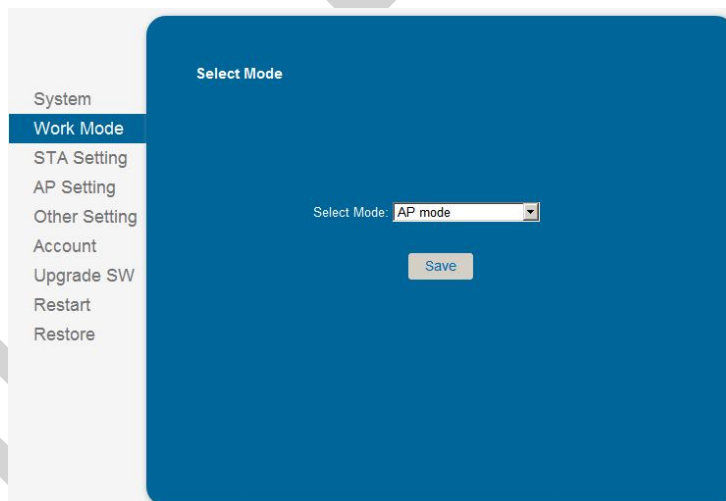 System
Work Mode
STA Setting
AP Setting
Other Setting
Account
Upgrade SW
Restart
Restore
Select Mode
Select Mode: AP mode
Save